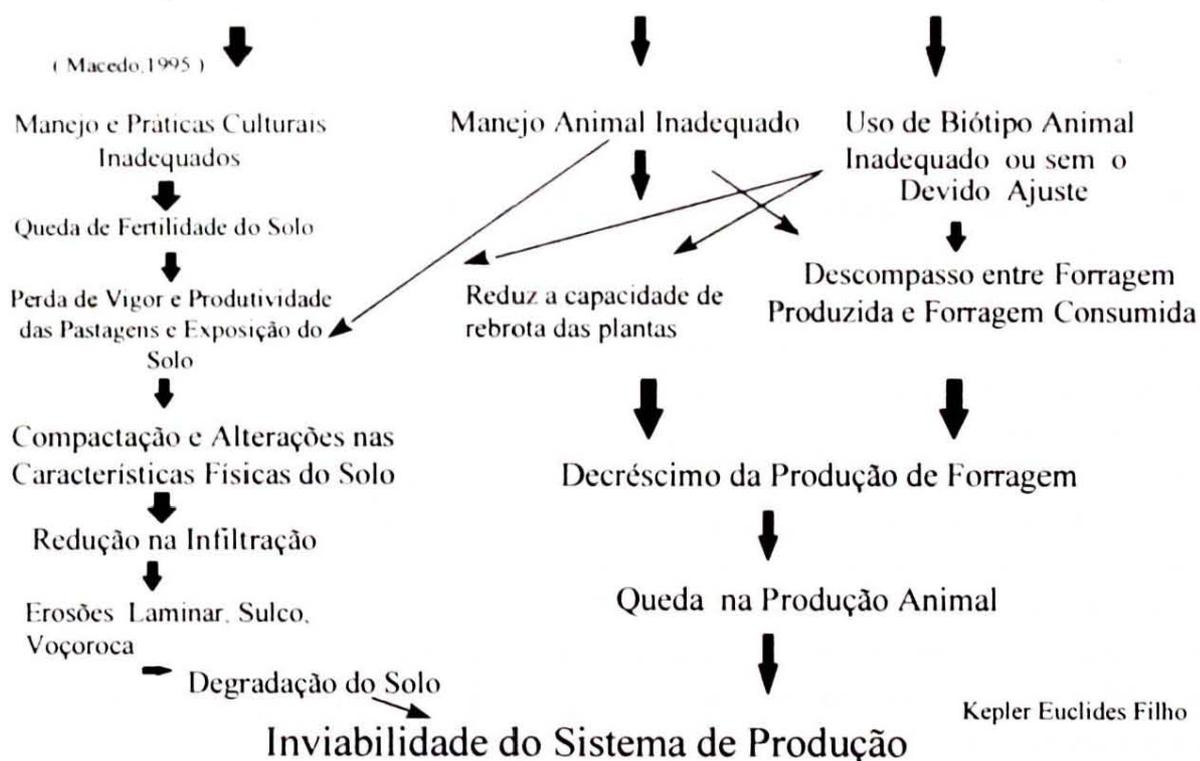 ( Macedo, 1995 )
Manejo e Práticas Culturais
Inadequados
Queda de Fertilidade do Solo
Perda de Vigor e Produtividade
das Pastagens e Exposição do
Solo
Compactação e Alterações nas
Características Físicas do Solo
Redução na Infiltração
Erosões Laminar, Sulco,
Voçoroca
Degradação do Solo
Manejo Animal Inadequado
Reduz a capacidade de
rebrota das plantas
Uso de Biótipo Animal
Inadequado ou sem o
Devido Ajuste
Descompasso entre Forragem
Produzida e Forragem Consumida
Decréscimo da Produção de Forragem
Queda na Produção Animal
Inviabilidade do Sistema de Produção
Kepler Euclides Filho